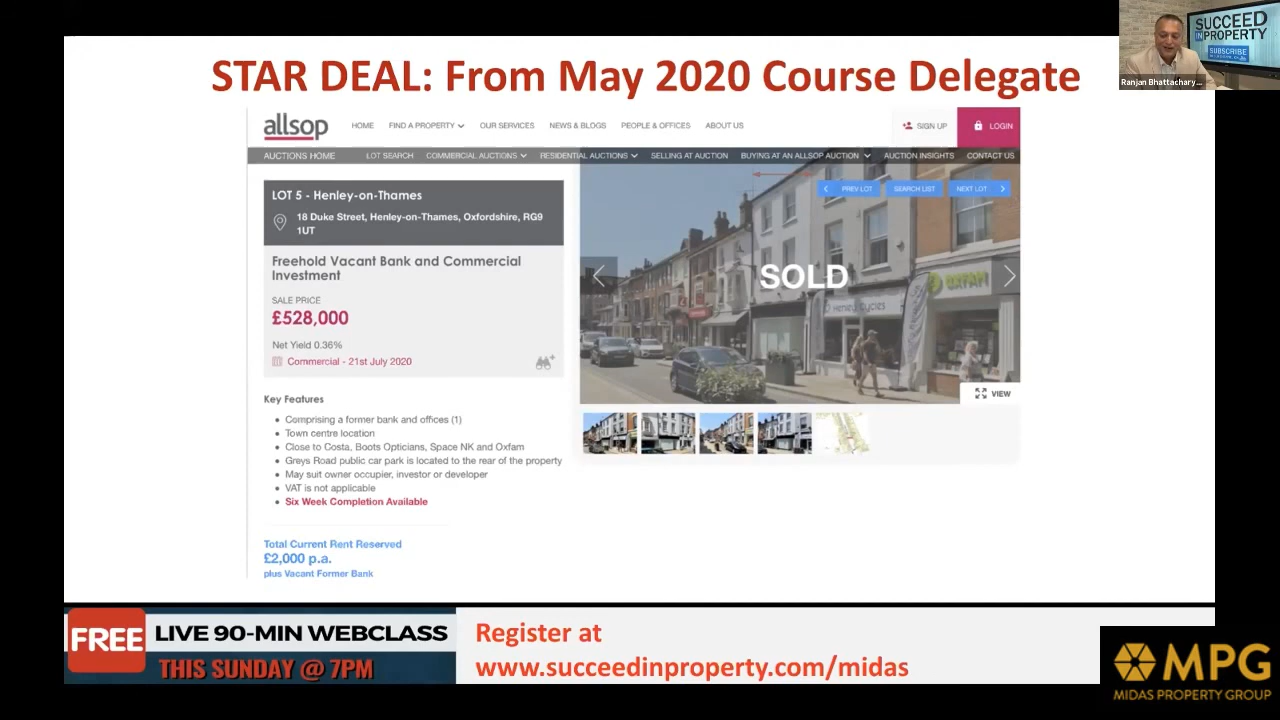 STAR DEAL: From May 2020 Course Delegate
SUCCEED
IN PROPERTY
SUBSCRIBE
Ranjan Bhattachary...
allsop
HOME FIND A PROPERTY OUR SERVICES NEWS & BLOGS PEOPLE & OFFICES ABOUT US
SIGN UP LOGIN
AUCTIONS HOME LOT SEARCH COMMERCIAL AUCTIONS RESIDENTIAL AUCTIONS SELLING AT AUCTION BUYING AT AN ALLSOP AUCTION AUCTION INSIGHTS CONTACT US
LOT 5 - Henley-on-Thames
18 Duke Street, Henley-on-Thames, Oxfordshire, RG9
1UT
PREV LOT SEARCH LIST NEXT LOT
Freehold Vacant Bank and Commercial
Investment
SALE PRICE
£528,000
Net Yield 0.36%
Commercial - 21st July 2020
SOLD
Henley Cycles
OXFAM
VIEW
Key Features
Comprising a former bank and offices (1)
Town centre location
Close to Costa, Boots Opticians, Space NK and Oxfam
Greys Road public car park is located to the rear of the property
May suit owner occupier, investor or developer
VAT is not applicable
Six Week Completion Available
Total Current Rent Reserved
£2,000 p.a.
plus Vacant Former Bank
FREE LIVE 90-MIN WEBCLASS
THIS SUNDAY @ 7PM
Register at
www.succeedinproperty.com/midas
MPG
MIDAS PROPERTY GROUP